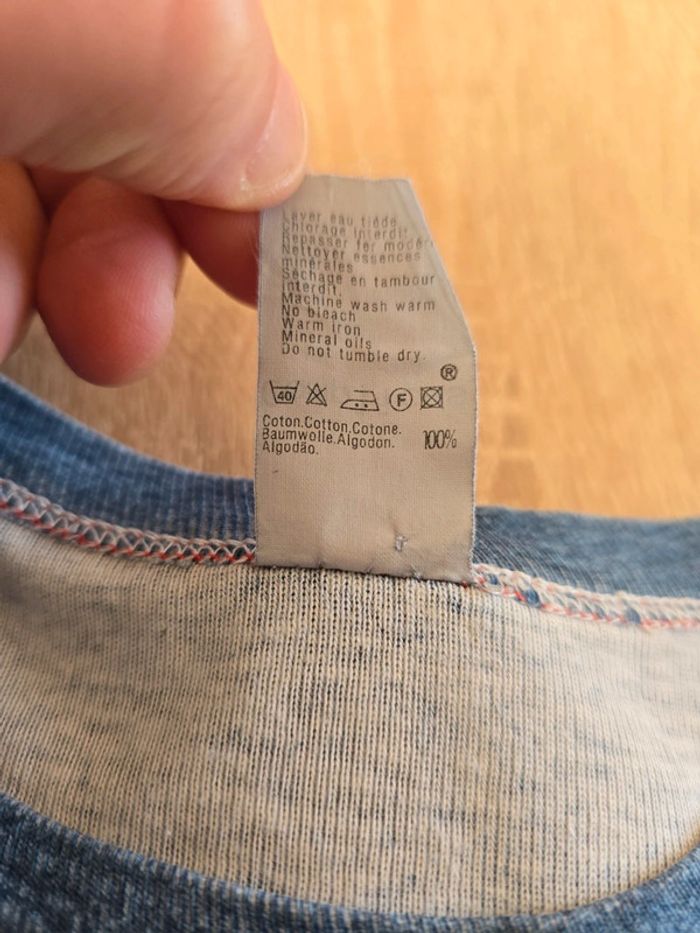 Laver eau tiède
Chlorage interdit
Repasser fer modér
Nettoyer essences
minérales
Séchage en tambour
interdit.
Machine wash warm
No bleach
Warm iron
Mineral oils
Do not tumble dry.
®
40 F
Coton.Cotton.Cotone.
Baumwolle.Algodon. 100%
Algodão.